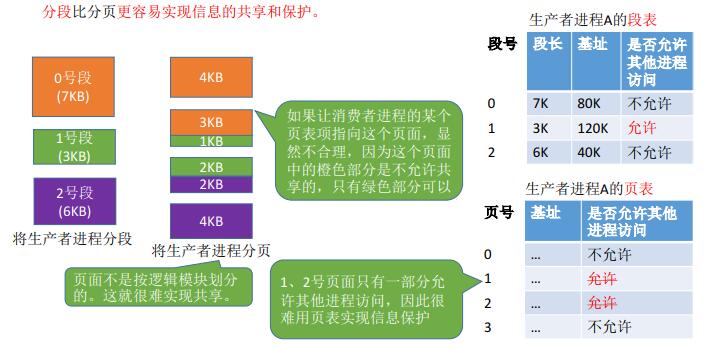 分段比分页更容易实现信息的共享和保护。
0号段
(7KB)
1号段
(3KB)
2号段
(6KB)
将生产者进程分段
4KB
3KB
1KB
2KB
2KB
4KB
将生产者进程分页
如果让消费者进程的某个
页表项指向这个页面，显
然不合理，因为这个页面
中的橙色部分是不允许共
享的，只有绿色部分可以
页面不是按逻辑模块划分
的。这就很难实现共享。
1、2号页面只有一部分允
许其他进程访问，因此很
难用页表实现信息保护
生产者进程A的段表
段号 段长 基址 是否允许
其他进程
访问
0 7K 80K 不允许
1 3K 120K 允许
2 6K 40K 不允许
生产者进程A的页表
页号 基址 是否允许其他
进程访问
0 ... 不允许
1 ... 允许
2 ... 允许
3 ... 不允许